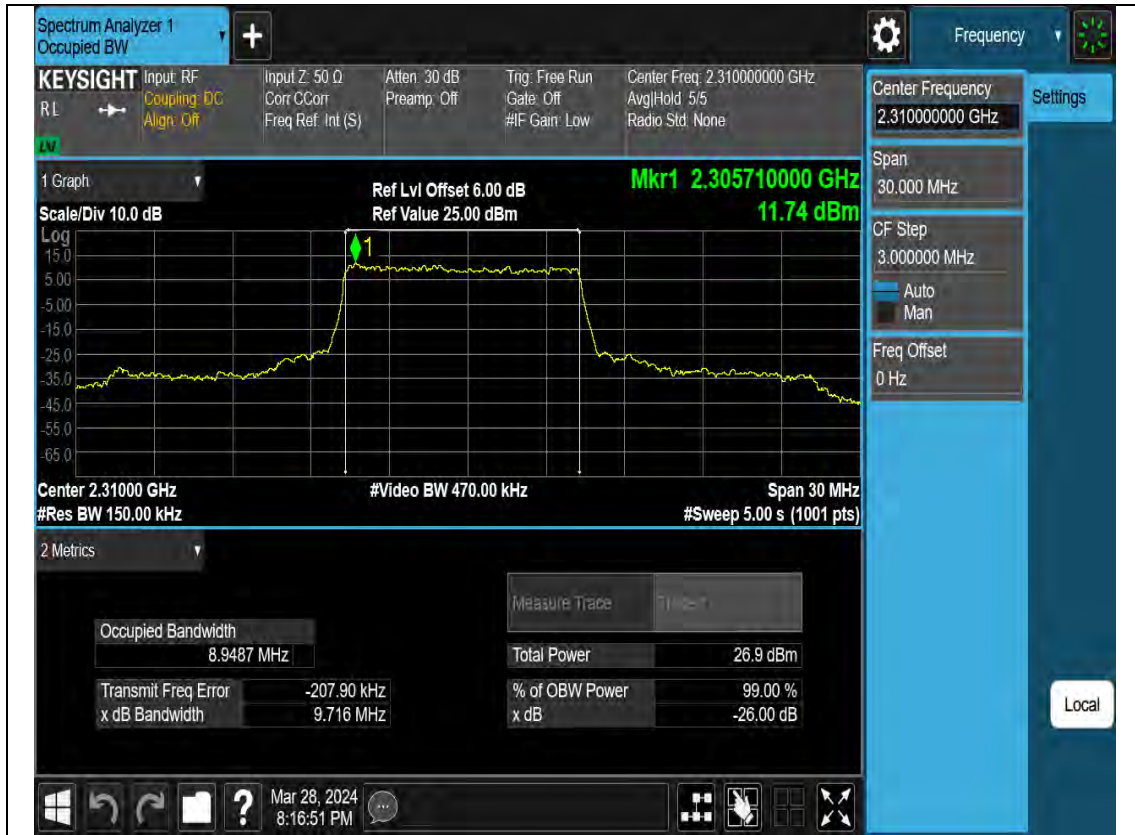 Spectrum Analyzer 1
Occupied BW
Frequency
KEYSIGHT
RL
Input: RF
Coupling: DC
Align: Off
Input Z: 50 Ω
Corr CCorr
Freq Ref: Int (S)
Atten: 30 dB
Preamp: Off
Trig: Free Run
Gate: Off
#IF Gain: Low
Center Freq: 2.310000000 GHz
Avg|Hold: 5/5
Radio Std: None
Center Frequency
2.310000000 GHz
Settings
Span
30.000 MHz
CF Step
3.000000 MHz
Auto
Man
Freq Offset
0 Hz
Local
1 Graph
Scale/Div 10.0 dB
Ref Lvl Offset 6.00 dB
Ref Value 25.00 dBm
Mkr1 2.305710000 GHz
11.74 dBm
Log
1
15.0
5.00
-5.00
-15.0
-25.0
-35.0
-45.0
-55.0
-65.0
Center 2.31000 GHz
#Res BW 150.00 kHz
#Video BW 470.00 kHz
Span 30 MHz
#Sweep 5.00 s (1001 pts)
2 Metrics
Measure Trace
Occupied Bandwidth
8.9487 MHz
Total Power 26.9 dBm
Transmit Freq Error -207.90 kHz
% of OBW Power 99.00 %
x dB Bandwidth 9.716 MHz
x dB -26.00 dB
?
Mar 28, 2024
8:16:51 PM